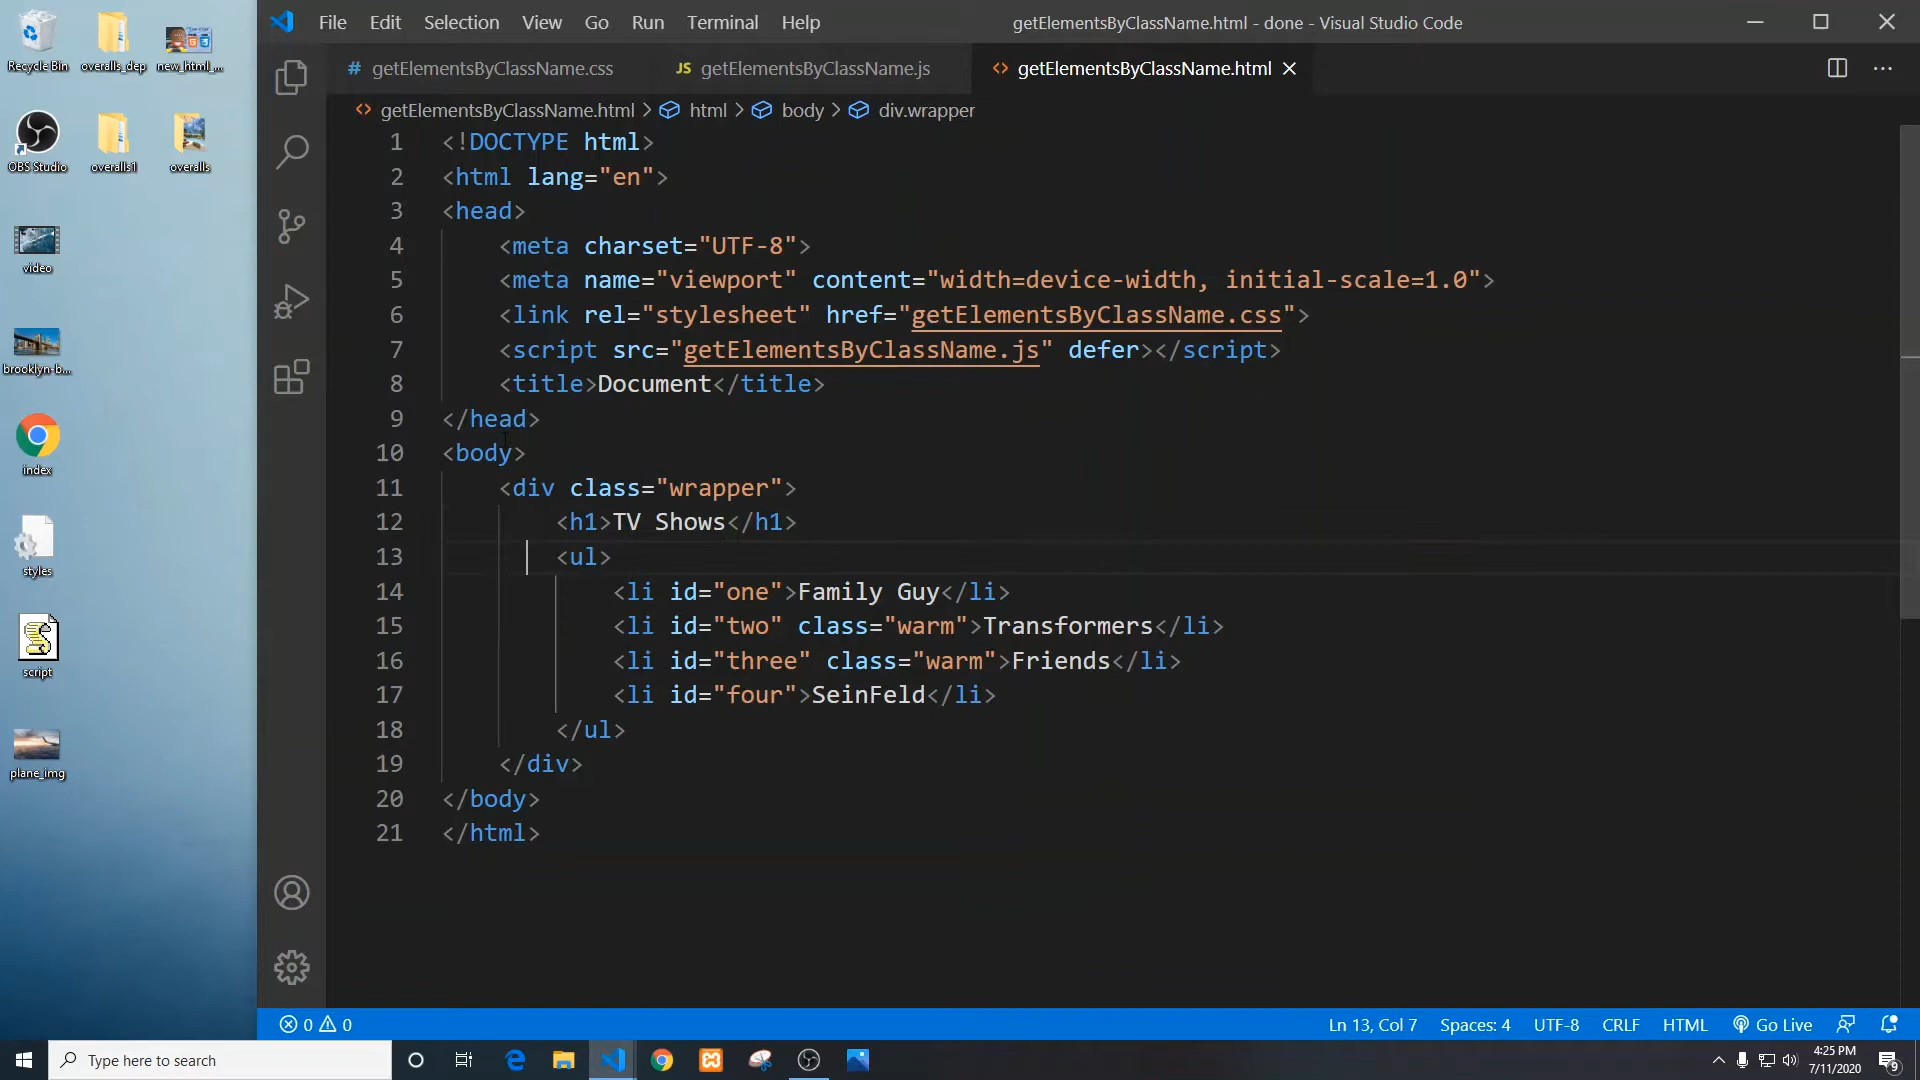 File Edit Selection View Go Run Terminal Help
getElementsByClassName.html - done - Visual Studio Code
Recycle Bin
overalls_dep
new_html_...
OBS Studio
overalls1
overalls
video
brooklyn-b...
index
styles
script
plane_img
# getElementsByClassName.css
JS getElementsByClassName.js
<> getElementsByClassName.html
<> getElementsByClassName.html > html > body > div.wrapper
1 <!DOCTYPE html>
2 <html lang="en">
3 <head>
4 <meta charset="UTF-8">
5 <meta name="viewport" content="width=device-width, initial-scale=1.0">
6 <link rel="stylesheet" href="getElementsByClassName.css">
7 <script src="getElementsByClassName.js" defer></script>
8 <title>Document</title>
9 </head>
10 <body>
11 <div class="wrapper">
12 <h1>TV Shows</h1>
13 <ul>
14 <li id="one">Family Guy</li>
15 <li id="two" class="warm">Transformers</li>
16 <li id="three" class="warm">Friends</li>
17 <li id="four">SeinFeld</li>
18 </ul>
19 </div>
20 </body>
21 </html>
0 0
Ln 13, Col 7 Spaces: 4 UTF-8 CRLF HTML Go Live
Type here to search
4:25 PM
7/11/2020
9